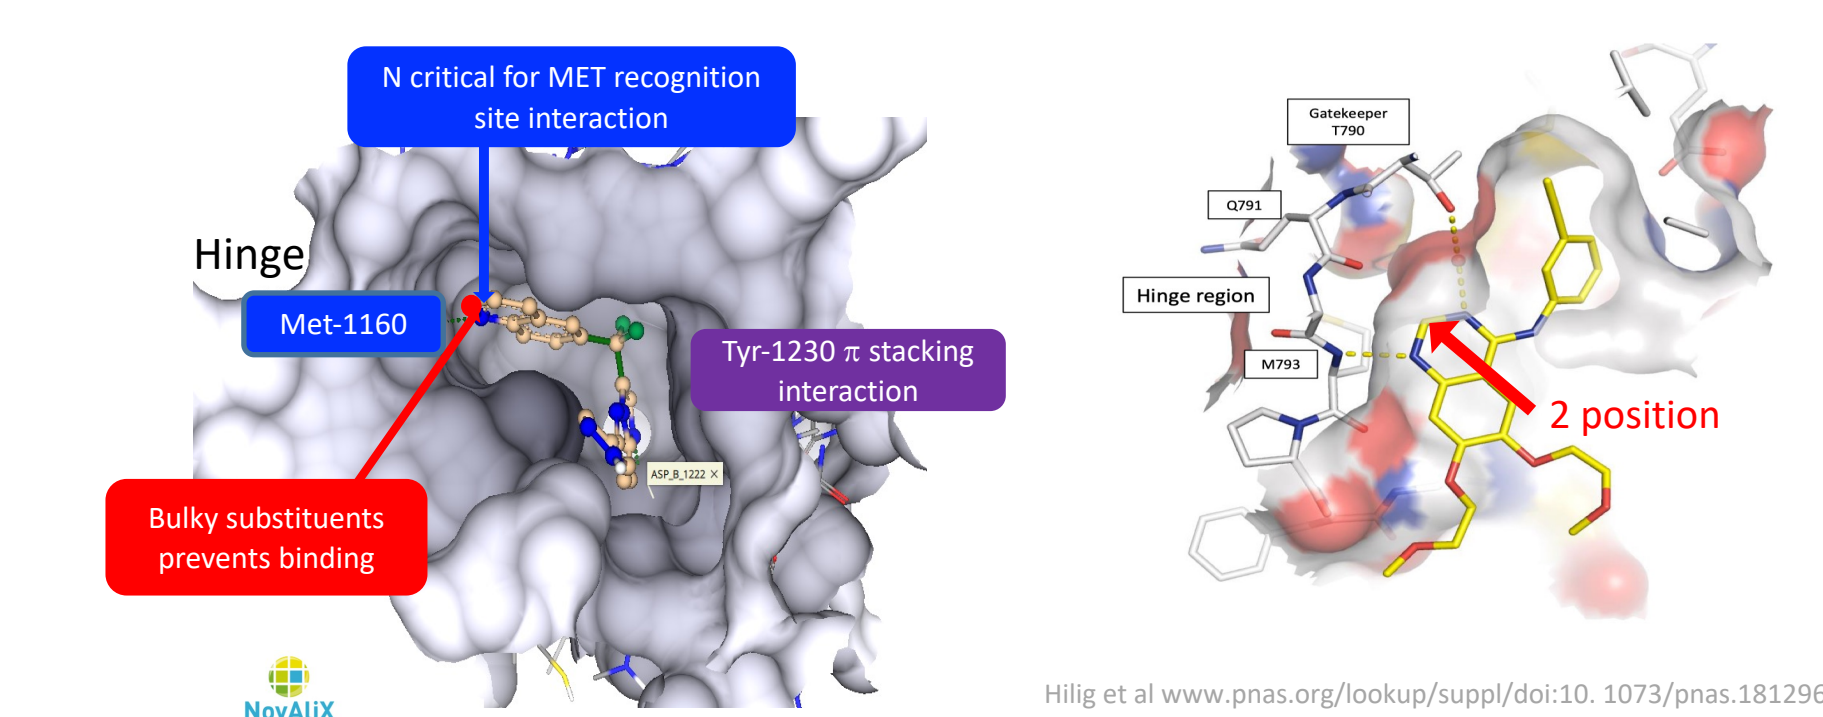 N critical for MET recognition
site interaction
Hinge
Met-1160
Tyr-1230 π stacking
interaction
ASP_B_1222 ×
Bulky substituents
prevents binding
NovAliX
Gatekeeper
T790
Q791
Hinge region
M793
2 position
Hilig et al www.pnas.org/lookup/suppl/doi:10. 1073/pnas.181296